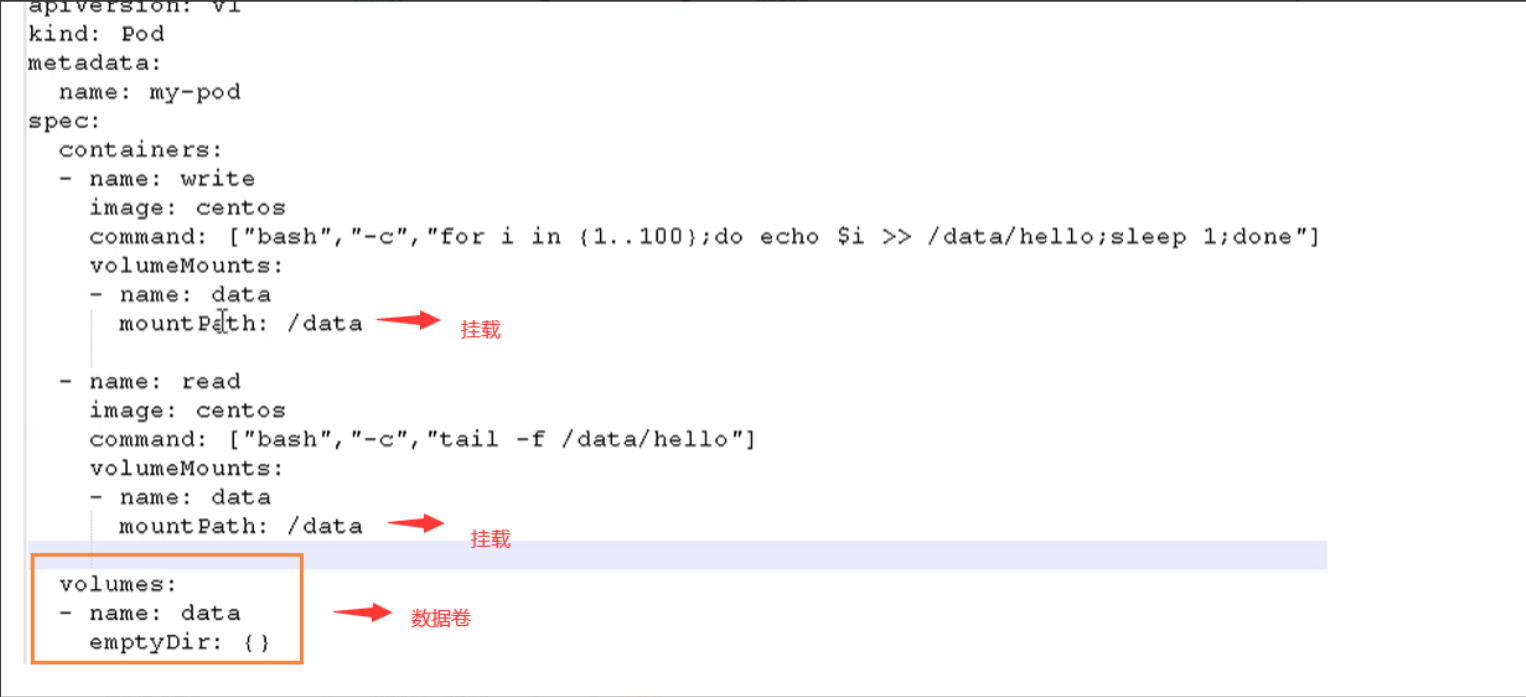 apiVersion: v1
kind: Pod
metadata:
  name: my-pod
spec:
  containers:
  - name: write
    image: centos
    command: ["bash","-c","for i in {1..100};do echo $i >> /data/hello;sleep 1;done"]
    volumeMounts:
    - name: data
      mountPath: /data 挂载
  - name: read
    image: centos
    command: ["bash","-c","tail -f /data/hello"]
    volumeMounts:
    - name: data
      mountPath: /data 挂载
  volumes:
  - name: data 数据卷
    emptyDir: {}